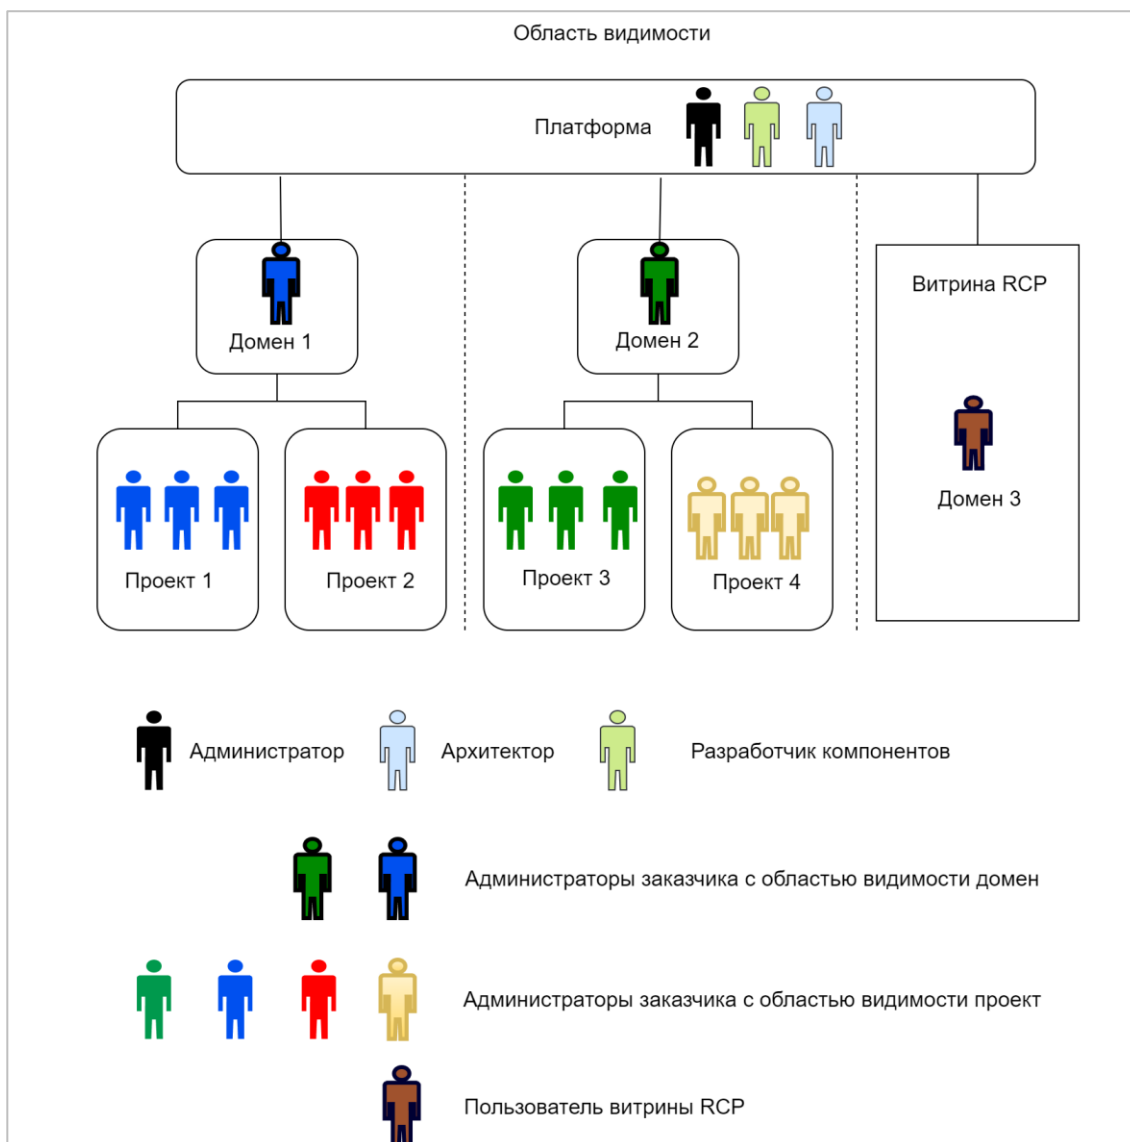 Область видимости
Платформа
Витрина RCP
Домен 1
Домен 2
Домен 3
Проект 1
Проект 2
Проект 3
Проект 4
Администратор
Архитектор
Разработчик компонентов
Администраторы заказчика с областью видимости домен
Администраторы заказчика с областью видимости проект
Пользователь витрины RCP